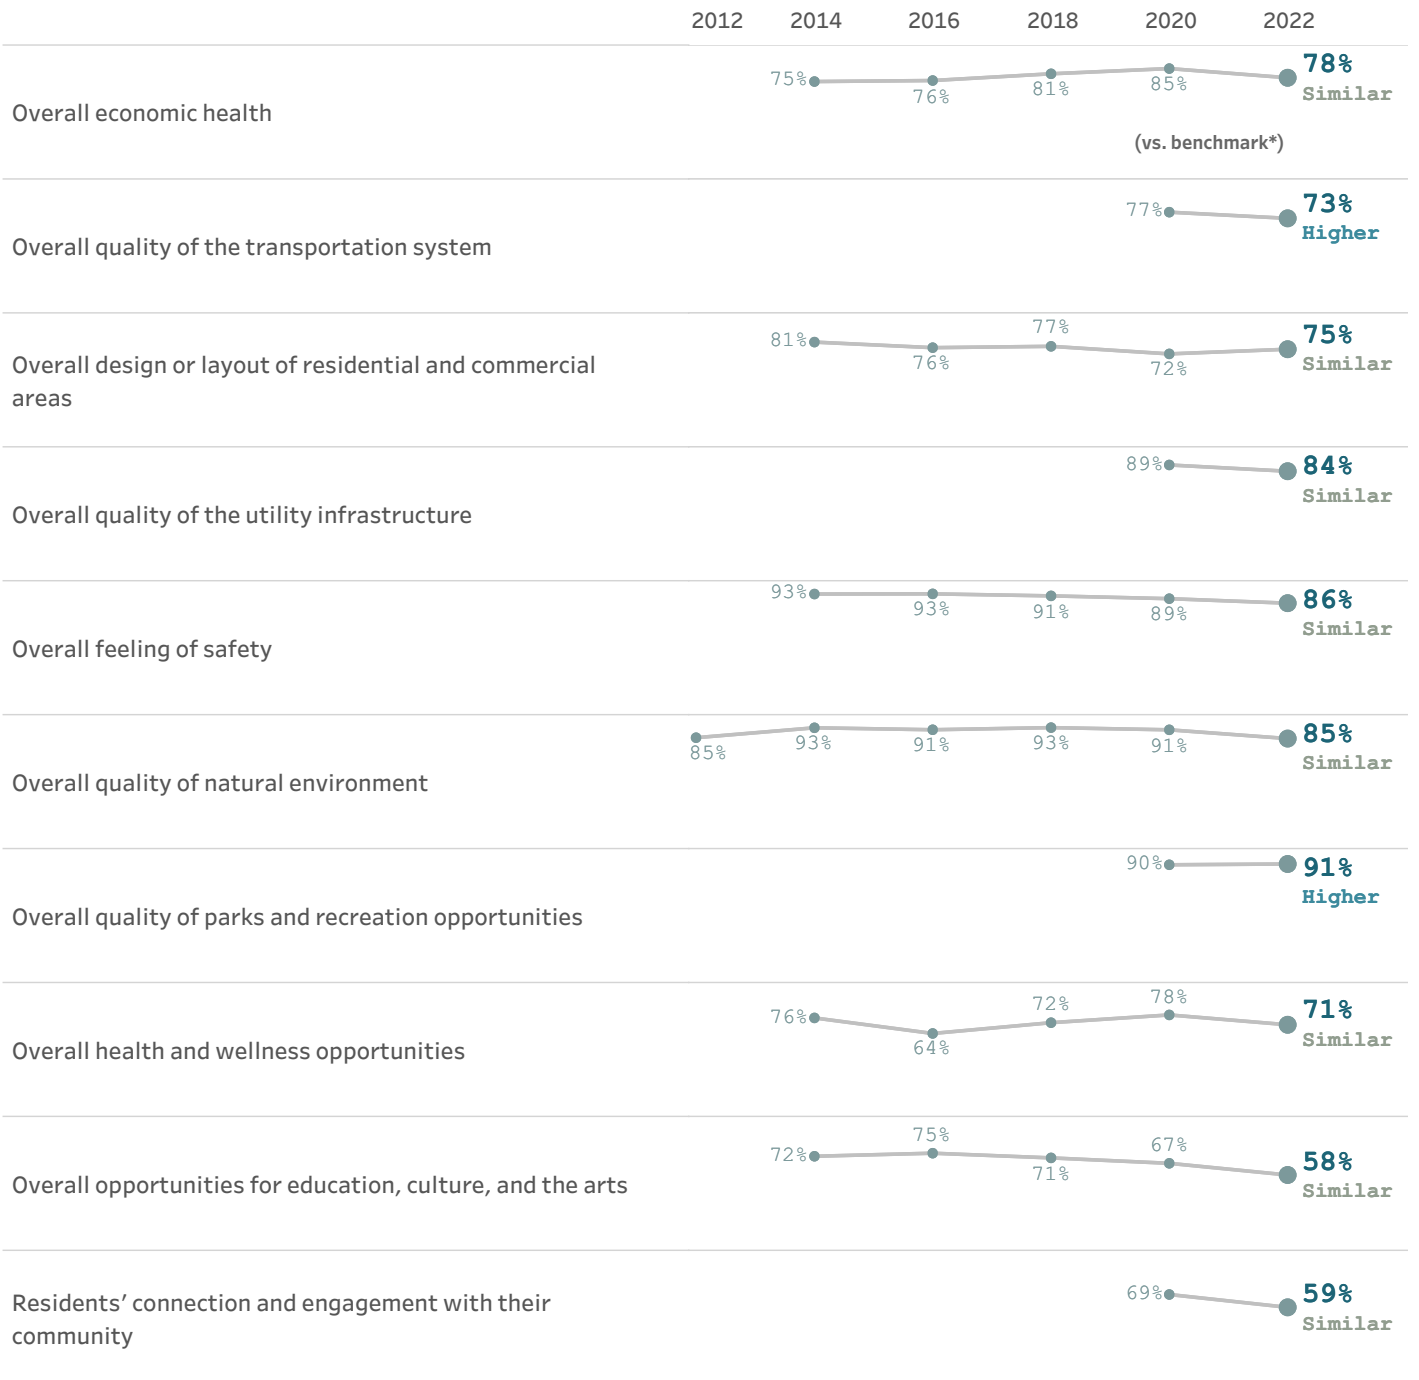 2012 2014 2016 2018 2020 2022
Overall economic health
75% 76% 81% 85% 78%
Similar
(vs. benchmark*)
Overall quality of the transportation system
77% 73%
Higher
Overall design or layout of residential and commercial
areas
81% 76% 77% 72% 75%
Similar
Overall quality of the utility infrastructure
89% 84%
Similar
Overall feeling of safety
93% 93% 91% 89% 86%
Similar
Overall quality of natural environment
85% 93% 91% 93% 91% 85%
Similar
Overall quality of parks and recreation opportunities
90% 91%
Higher
Overall health and wellness opportunities
76% 64% 72% 78% 71%
Similar
Overall opportunities for education, culture, and the arts
72% 75% 71% 67% 58%
Similar
Residents’ connection and engagement with their
community
69% 59%
Similar